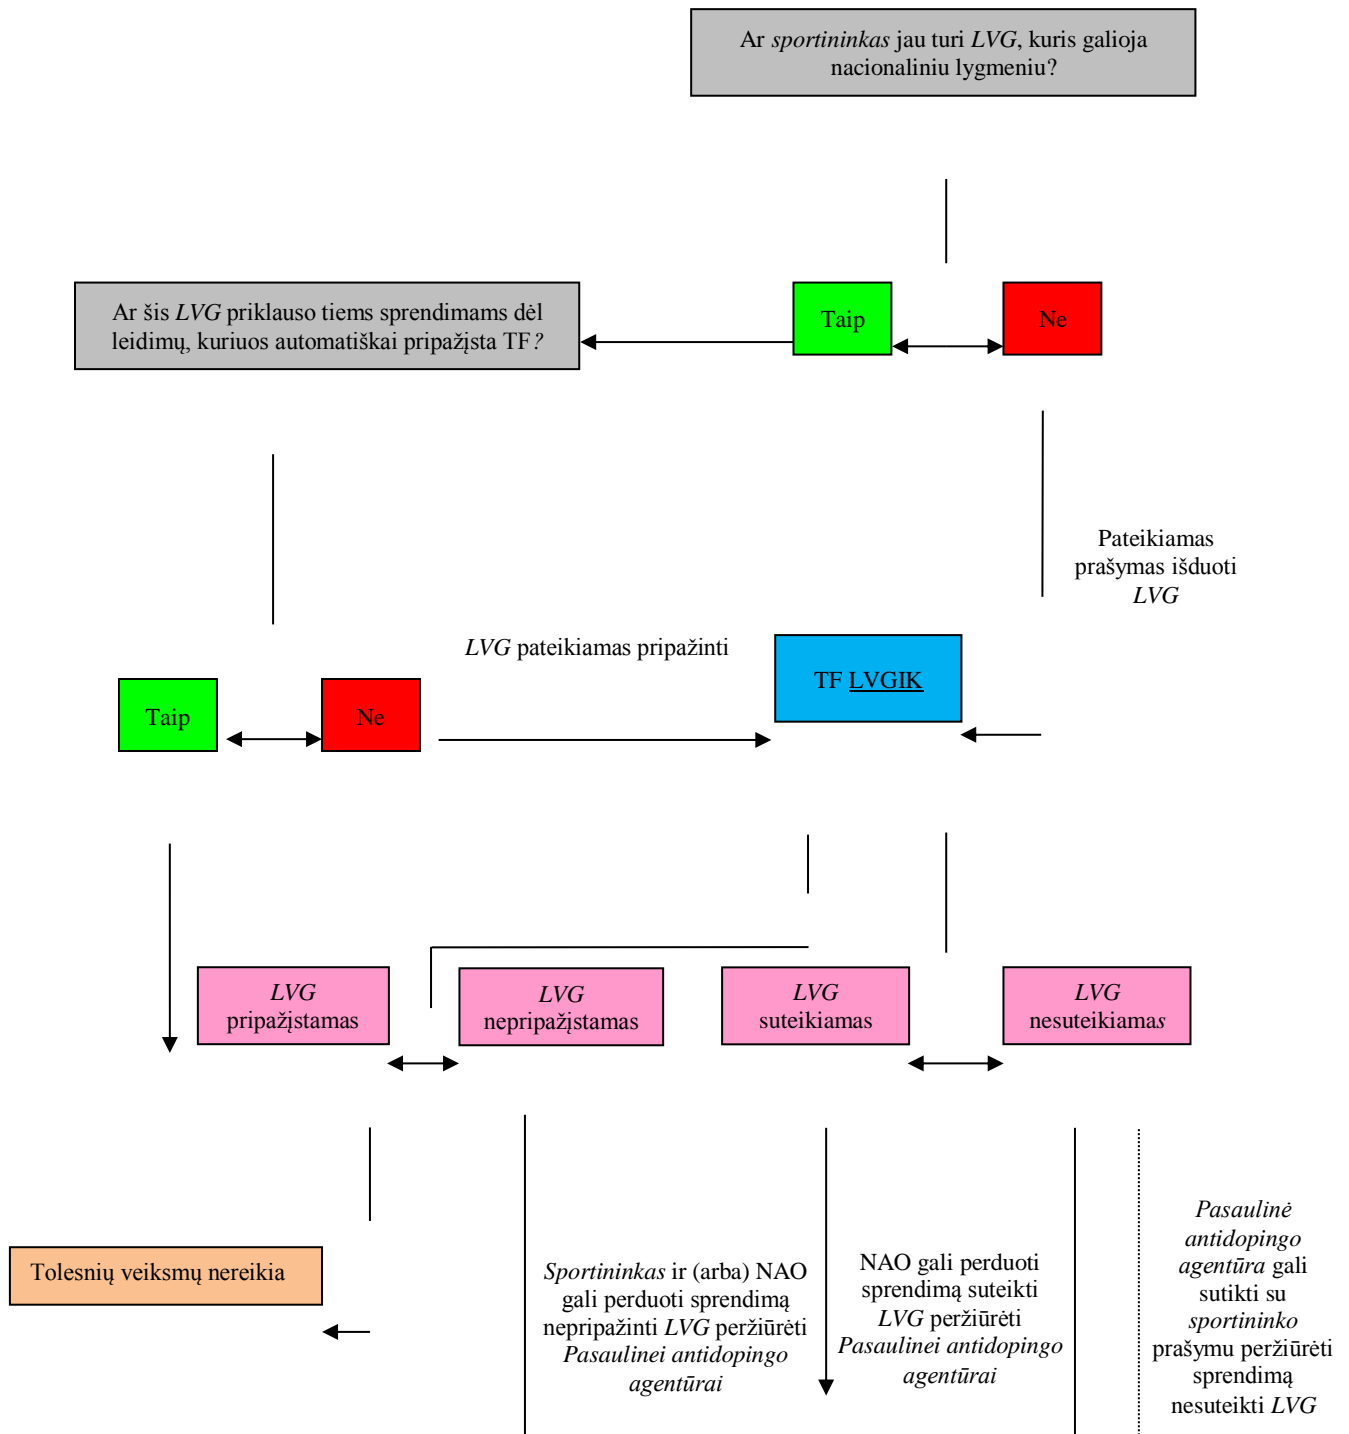 Ar sportininkas jau turi LVG, kuris galioja
nacionaliniu lygmeniu?
Ar šis LVG priklauso tiems sprendimams dėl
leidimų, kuriuos automatiškai pripažįsta TF?
Taip
Ne
Pateikiamas
prašymas išduoti
LVG
LVG pateikiamas pripažinti
TF LVGIK
Taip
Ne
LVG
pripažįstamas
LVG
nepripažįstamas
LVG
suteikiamas
LVG
nesuteikiamas
Tolesnių veiksmų nereikia
Sportininkas ir (arba) NAO
gali perduoti sprendimą
nepripažinti LVG peržiūrėti
Pasaulinei antidopingo
agentūrai
NAO gali perduoti
sprendimą suteikti
LVG peržiūrėti
Pasaulinei antidopingo
agentūrai
Pasaulinė
antidopingo
agentūra gali
sutikti su
sportininko
prašymu peržiūrėti
sprendimą
nesuteikti LVG